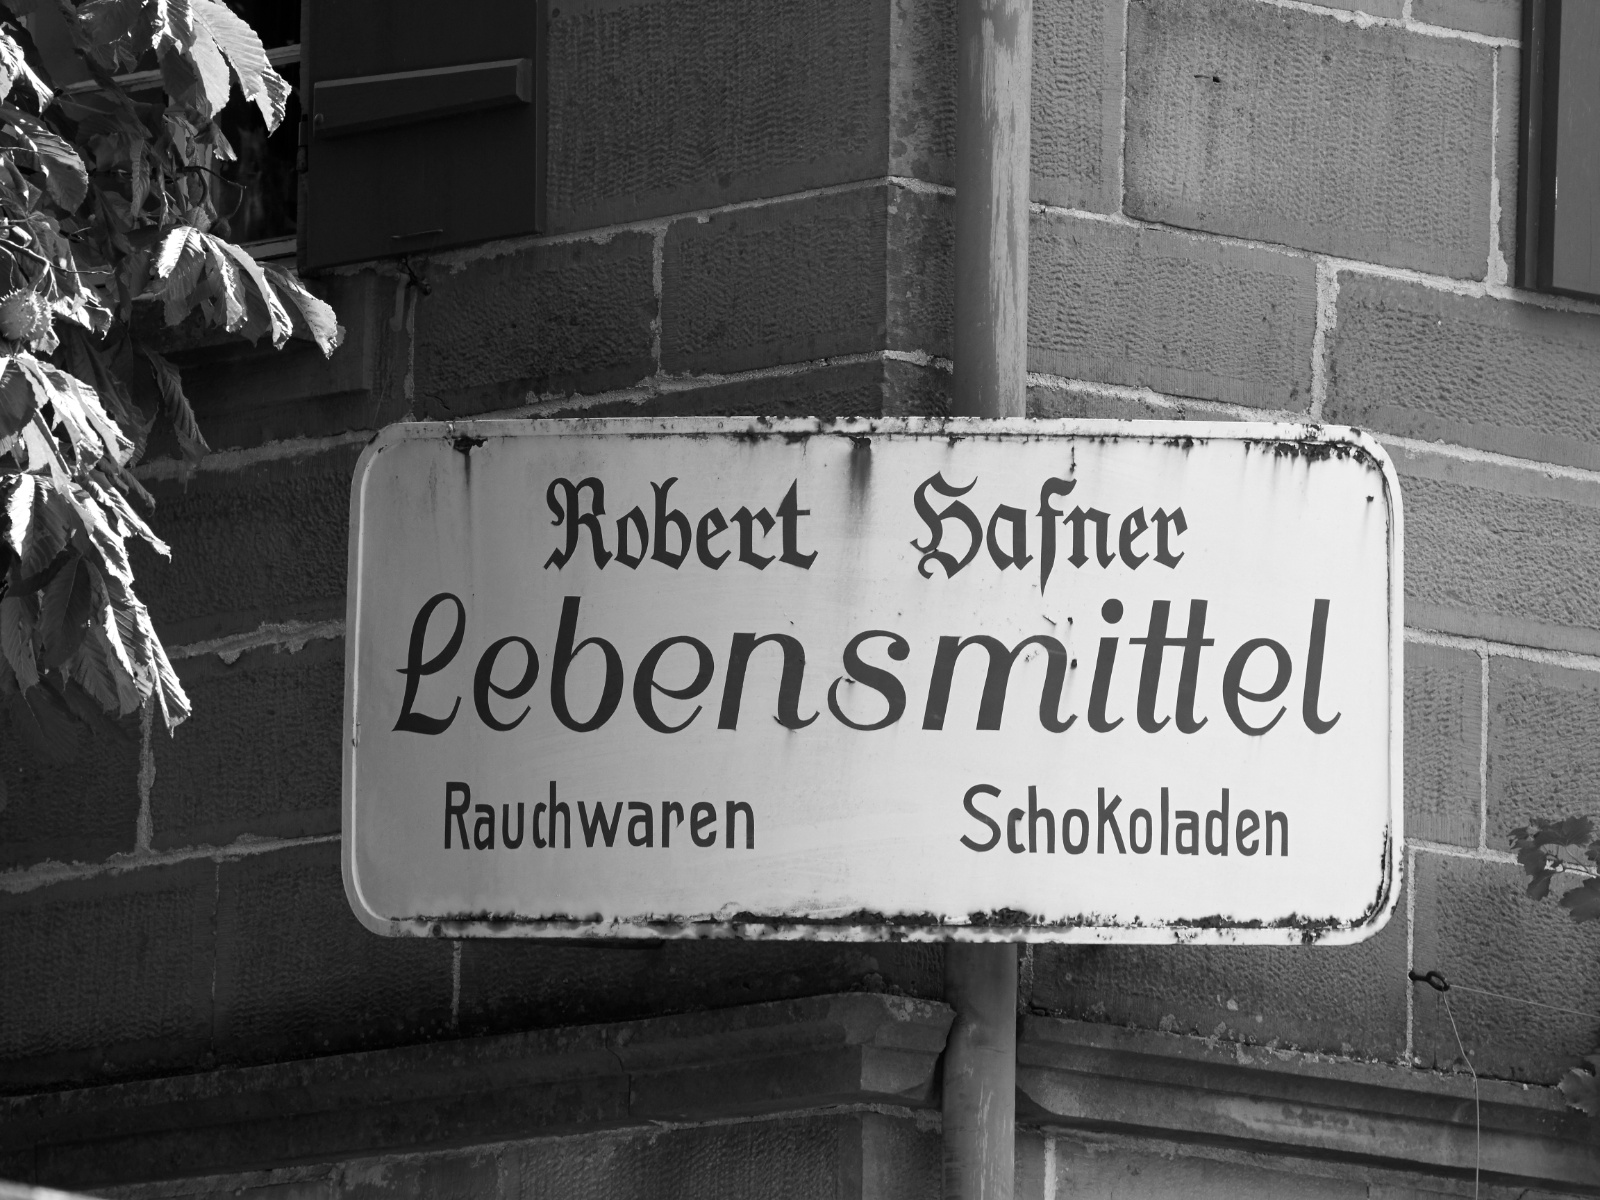 Robert Hafner
Lebensmittel
Rauchwaren Schokoladen